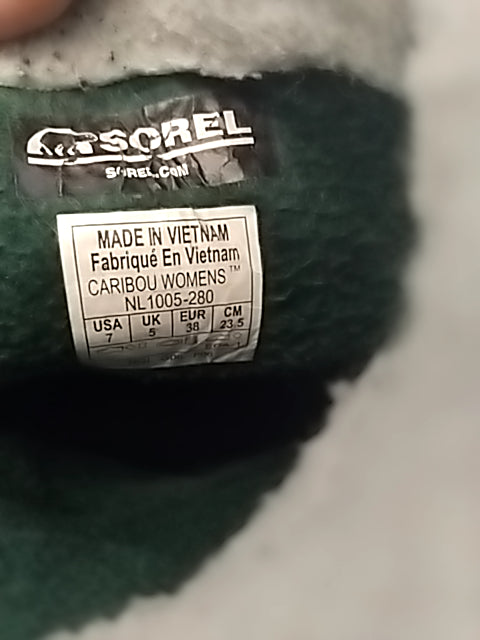 SOREL
SOREL.COM
MADE IN VIETNAM
Fabriqué En Vietnam
CARIBOU WOMENS™
NL1005-280
USA UK EUR CM
7 5 38 23.5